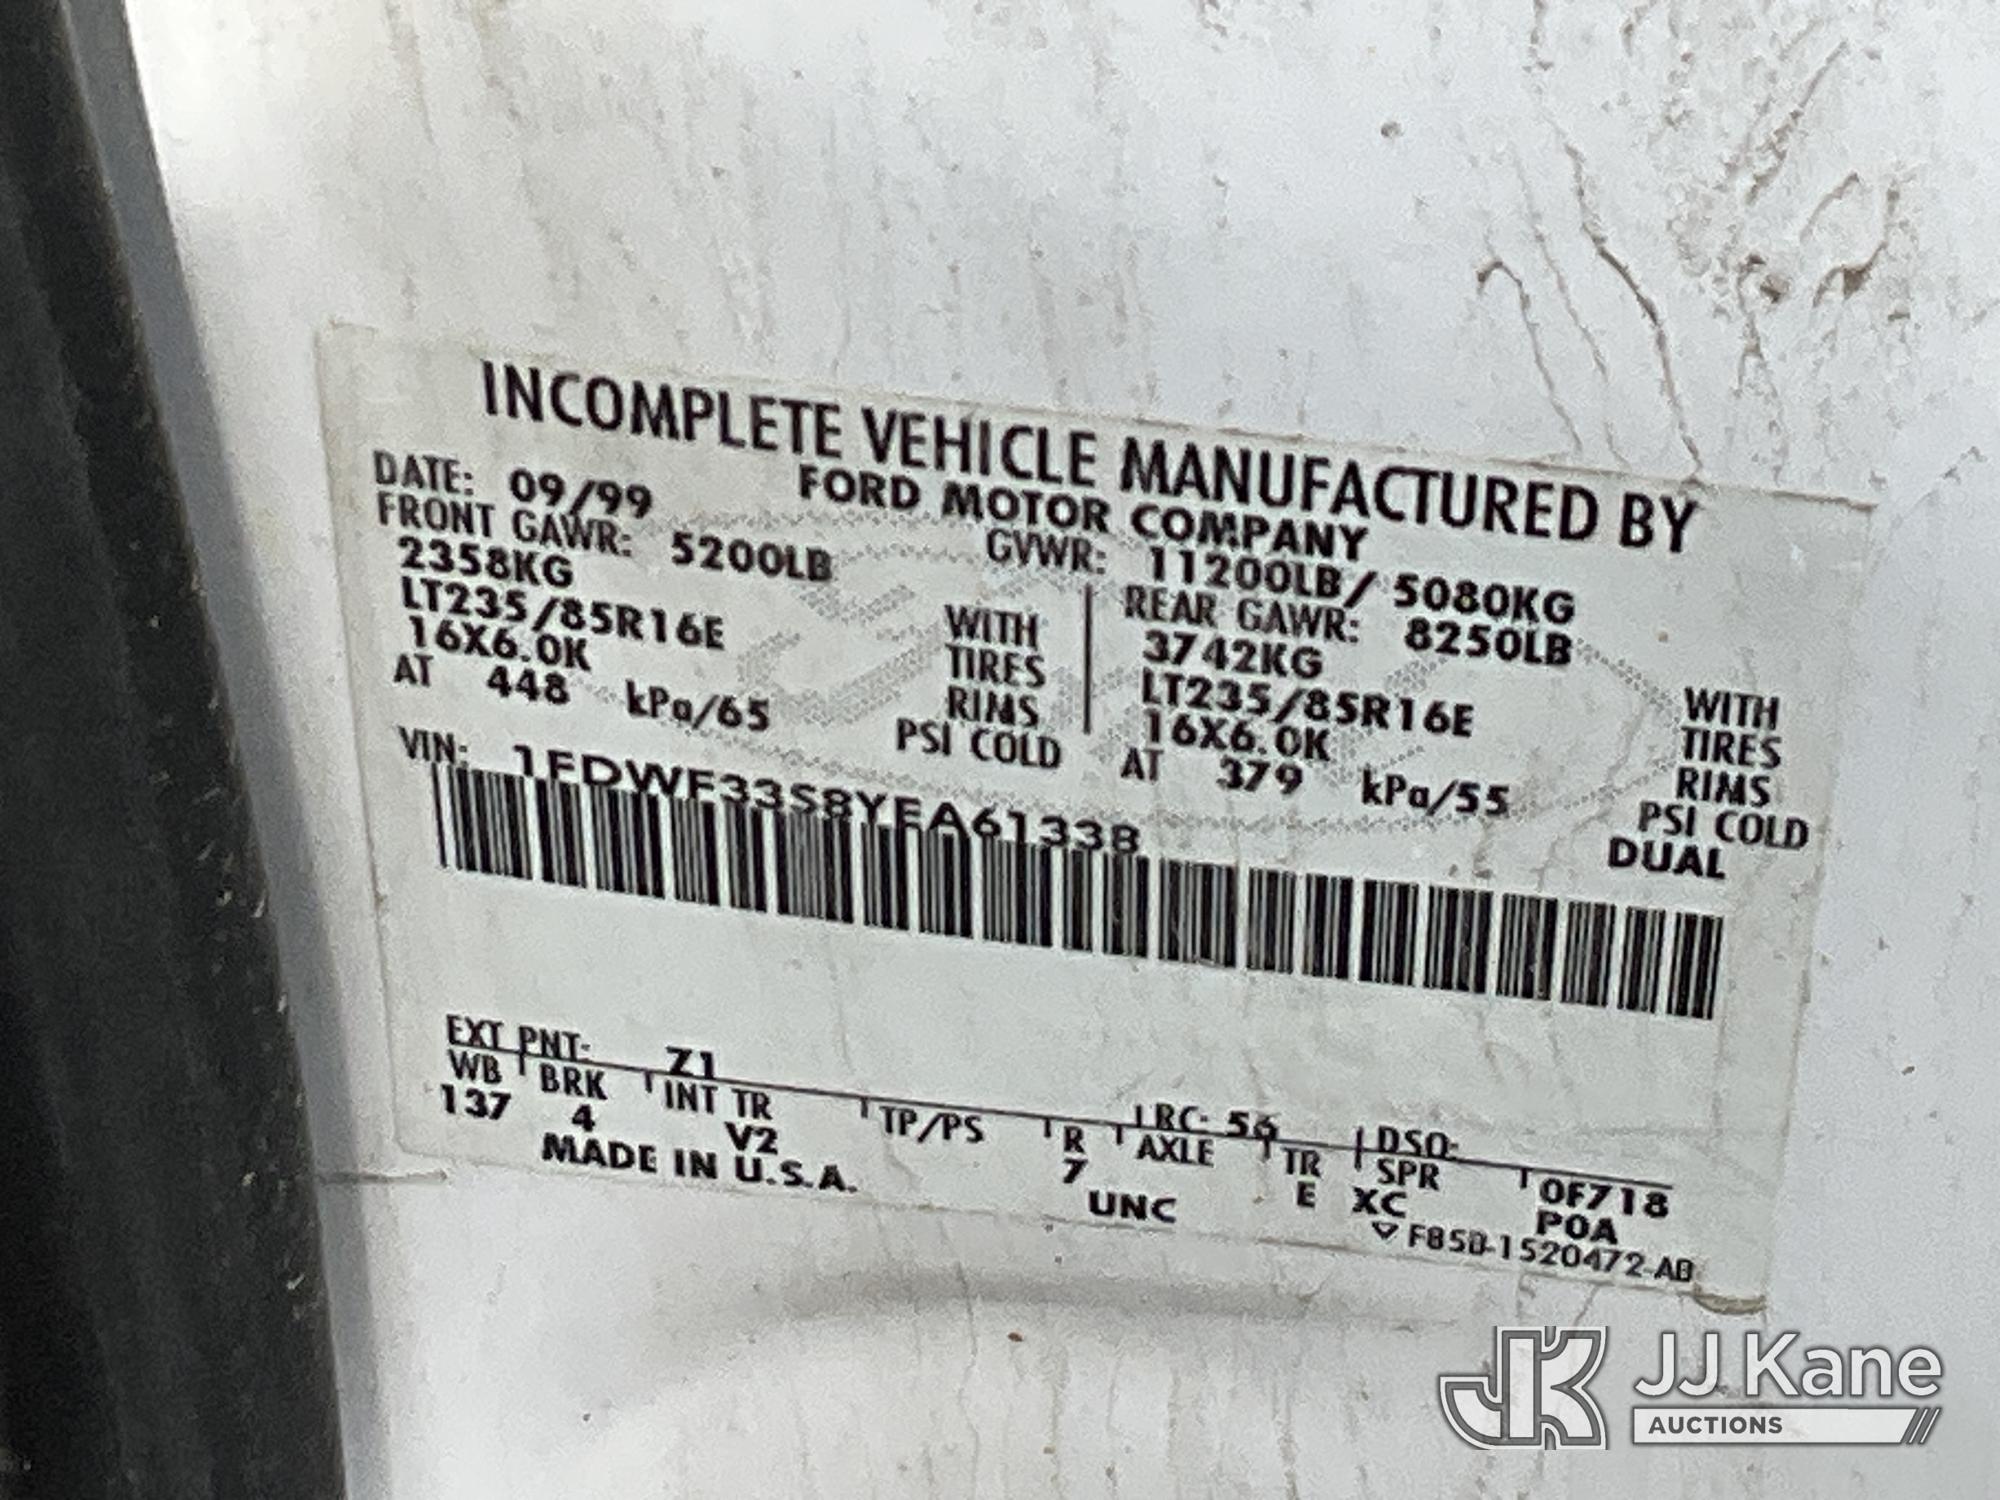 INCOMPLETE VEHICLE MANUFACTURED BY
FORD MOTOR COMPANY
DATE: 09/99 GVWR: 11200LB/ 5080KG
FRONT GAWR: 5200LB REAR GAWR: 8250LB
2358KG WITH 3742KG WITH
LT235/85R16E TIRES LT235/85R16E TIRES
16X6.0K RIMS 16X6.0K RIMS
AT 448 kPa/65 PSI COLD AT 379 kPa/55 PSI COLD
DUAL
VIN: 1FDWF33S8YEA61338
EXT PNT: Z1 RC: 56 DSO:
WB BRK INT TR TP/PS R AXLE TR SPR 0F718
137 4 V2 7 E XC P0A
MADE IN U.S.A. UNC
F85B-1520472-AB
JK JJ Kane
AUCTIONS